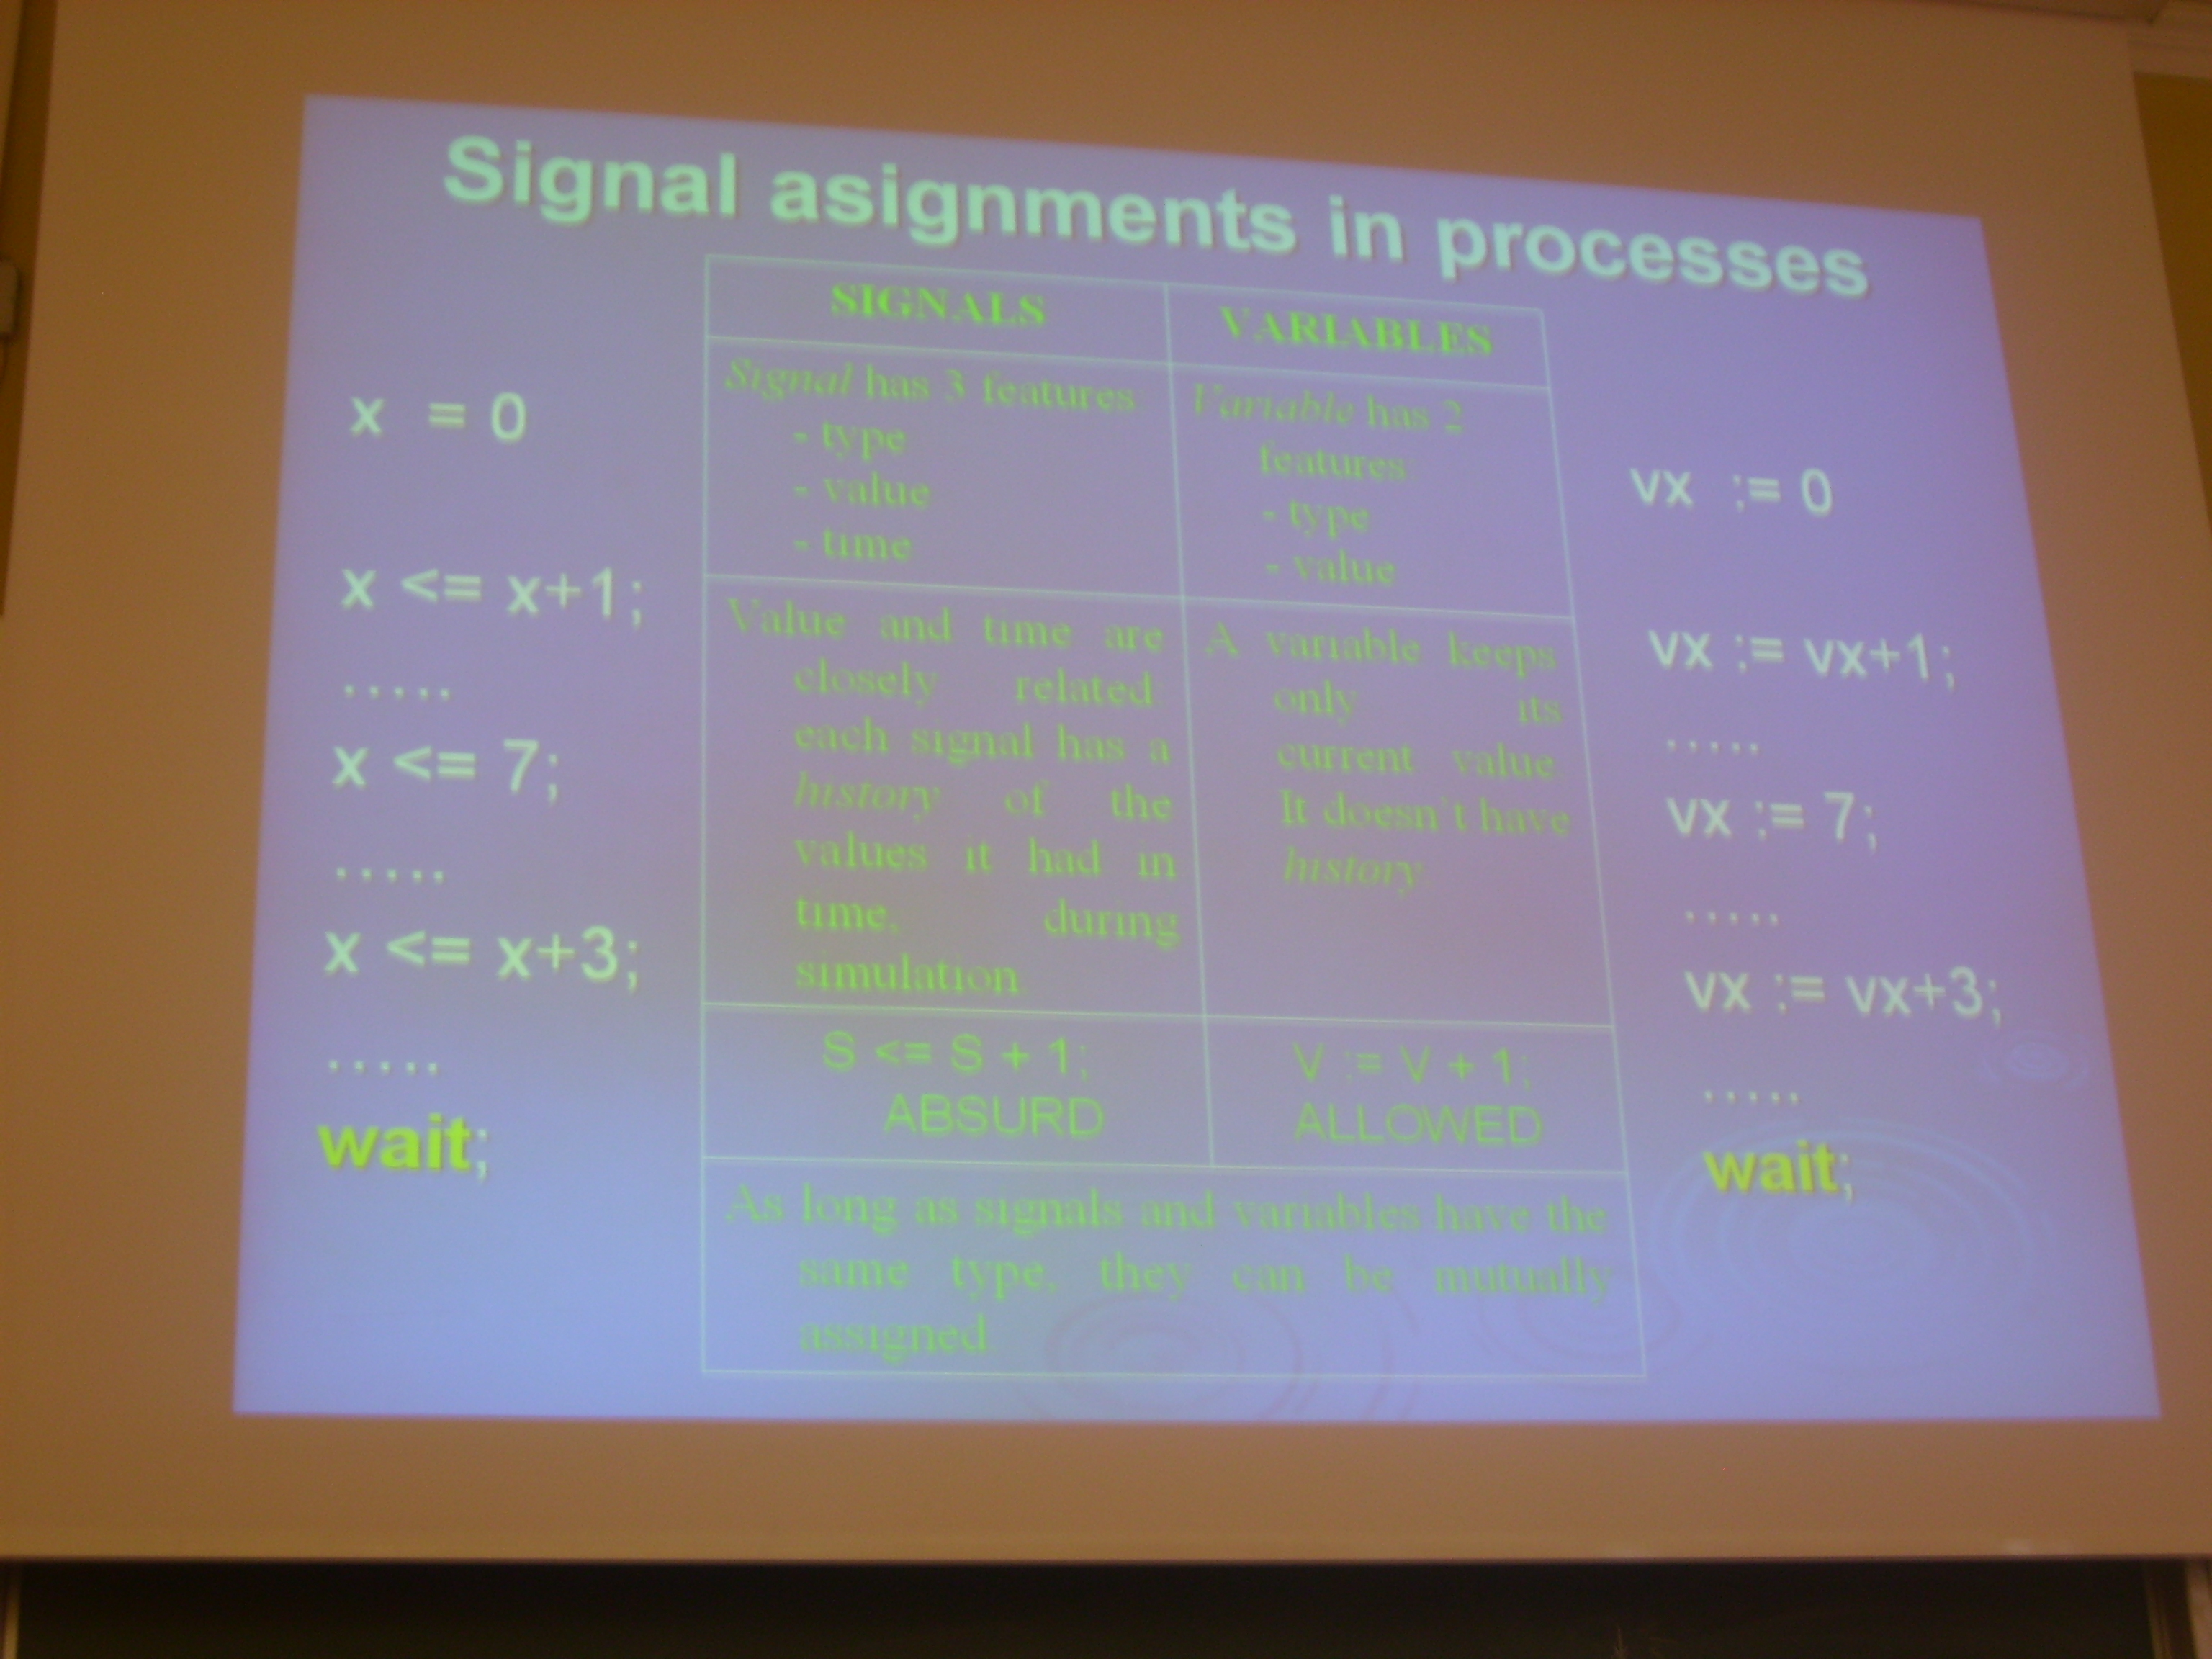 Signal asignments in processes
x = 0
x <= x+1;
.....
x <= 7;
.....
x <= x+3;
.....
wait;
SIGNALS
Signal has 3 features
- type
- value
- time
Value and time are
closely related:
each signal has a
history of the
values it had in
time, during
simulation.
S <= S + 1;
ABSURD
VARIABLES
Variable has 2
features:
- type
- value
A variable keeps
only its
current value.
It doesn't have
history.
V := V + 1;
ALLOWED
As long as signals and variables have the
same type, they can be mutually
assigned.
vx := 0
vx := vx+1;
.....
vx := 7;
.....
vx := vx+3;
.....
wait;